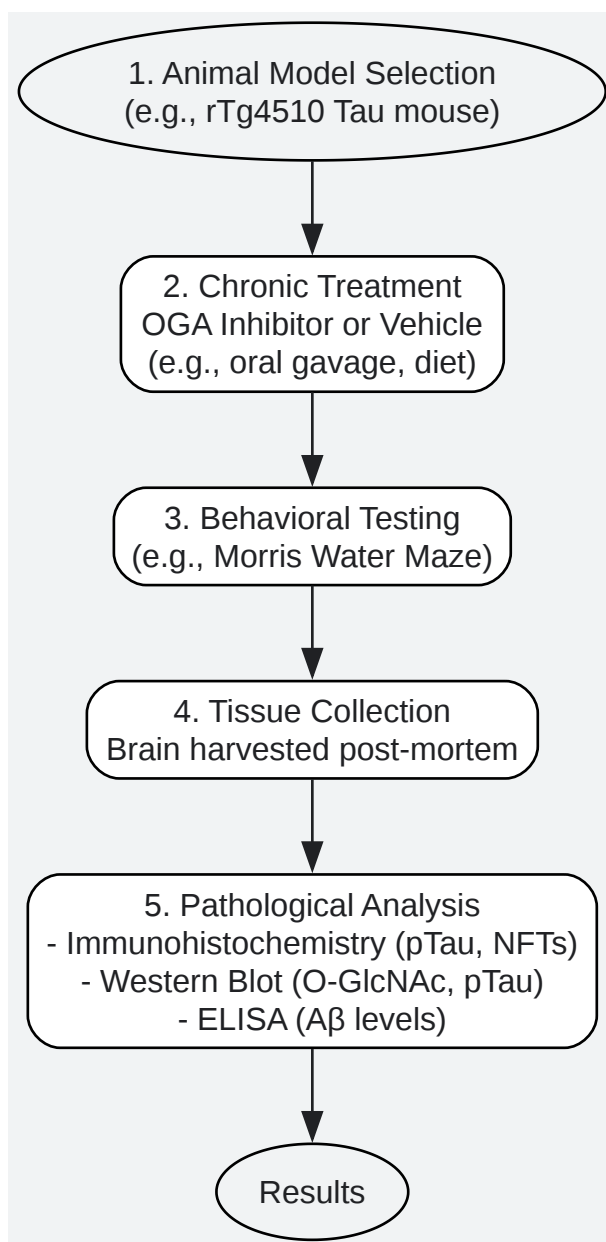 1. Animal Model Selection
(e.g., rTg4510 Tau mouse)
2. Chronic Treatment
OGA Inhibitor or Vehicle
(e.g., oral gavage, diet)
3. Behavioral Testing
(e.g., Morris Water Maze)
4. Tissue Collection
Brain harvested post-mortem
5. Pathological Analysis
- Immunohistochemistry (pTau, NFTs)
- Western Blot (O-GlcNAc, pTau)
- ELISA (Aβ levels)
Results